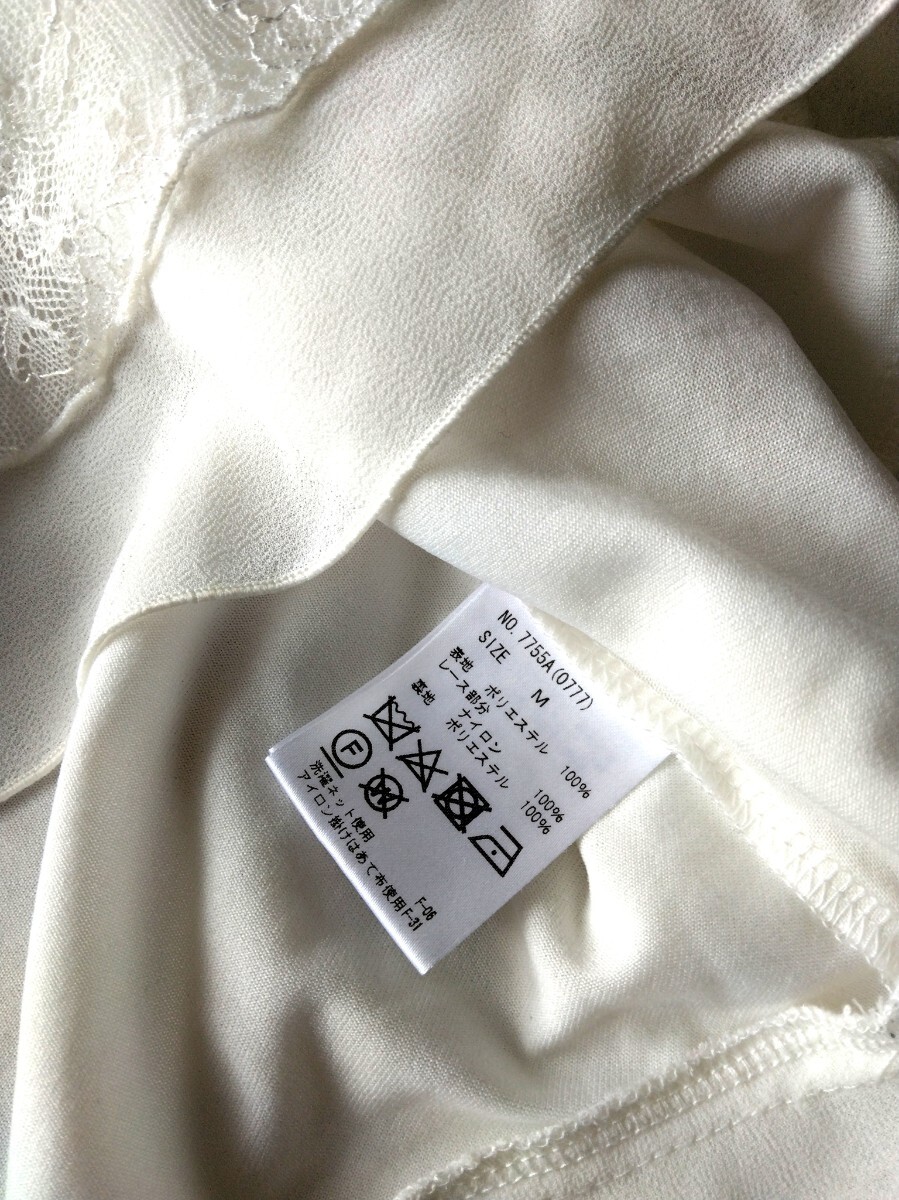 NO. 7755A(0777)
SIZE M
表地 ポリエステル 100%
レース部分 ナイロン 100%
裏地 ポリエステル 100%
F W
洗濯ネット使用 F-06
アイロン掛けはあて布使用 F-31